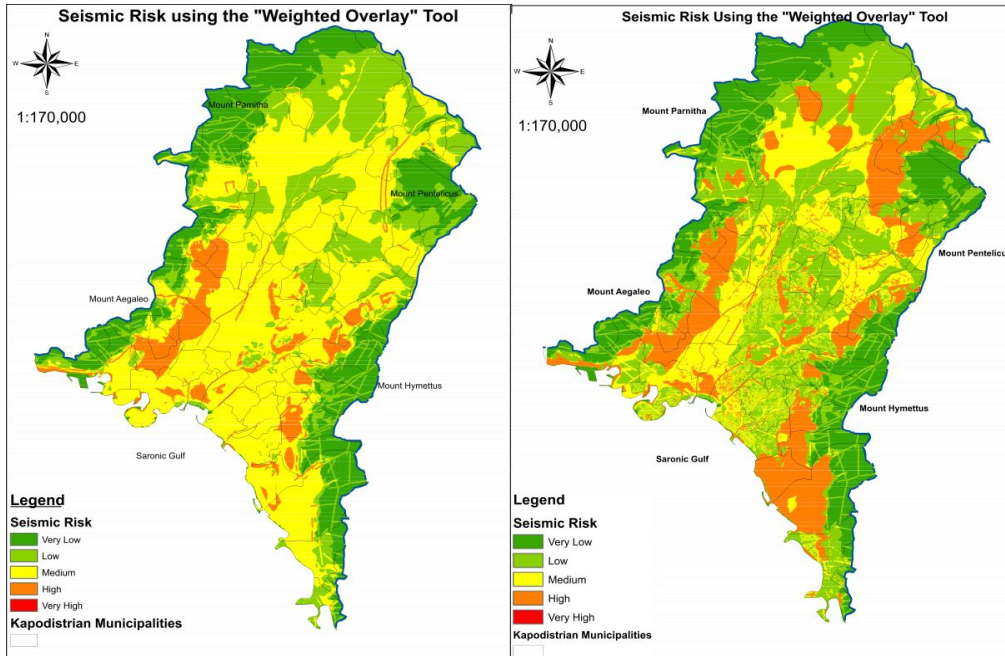 Seismic Risk using the "Weighted Overlay" Tool
N
W
E
S
1:170,000
Mount Parnitha
Mount Pentelicus
Mount Aegaleo
Mount Hymettus
Saronic Gulf
Legend
Seismic Risk
Very Low
Low
Medium
High
Very High
Kapodistrian Municipalities
Seismic Risk Using the "Weighted Overlay" Tool
N
W
E
S
1:170,000
Mount Parnitha
Mount Pentelicu
Mount Aegaleo
Mount Hymettus
Saronic Gulf
Legend
Seismic Risk
Very Low
Low
Medium
High
Very High
Kapodistrian Municipalities